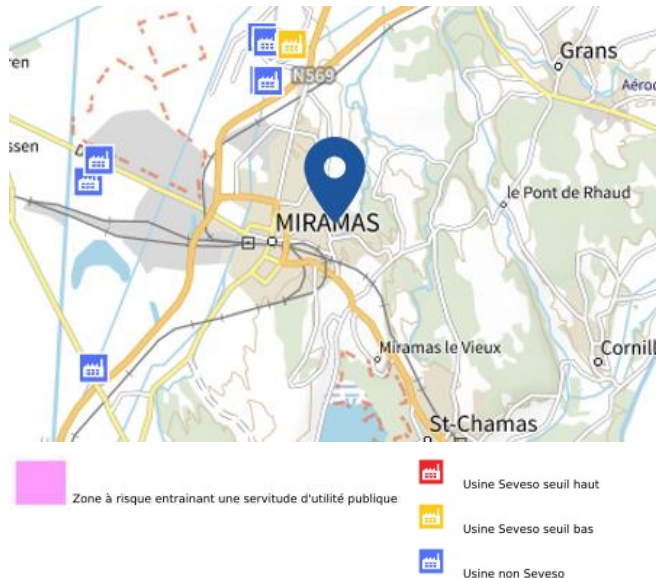 Grans
ren
N569
Aérod
ssen
le Pont de Rhaud
MIRAMAS
Miramas le Vieux
Cornill
St-Chamas
Zone à risque entrainant une servitude d'utilité publique
Usine Seveso seuil haut
Usine Seveso seuil bas
Usine non Seveso